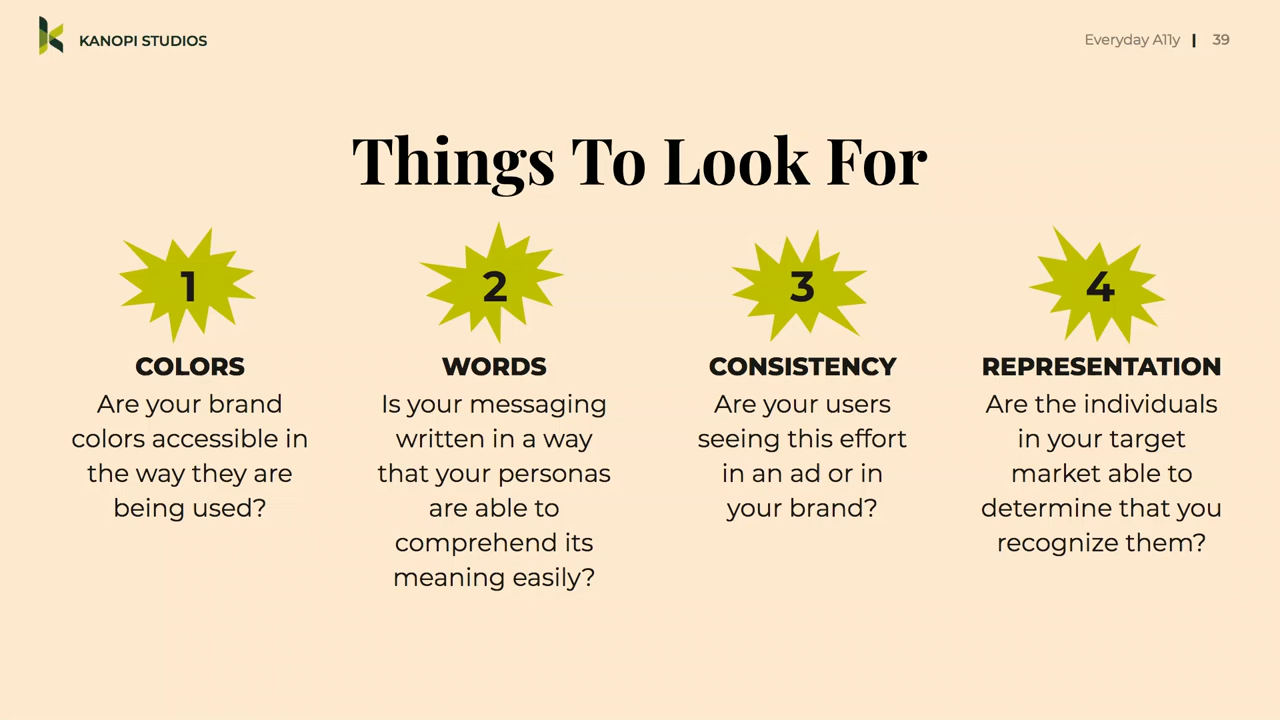 KANOPI STUDIOS
Everyday A11y | 39
Things To Look For
1
COLORS
Are your brand
colors accessible in
the way they are
being used?
2
WORDS
Is your messaging
written in a way
that your personas
are able to
comprehend its
meaning easily?
3
CONSISTENCY
Are your users
seeing this effort
in an ad or in
your brand?
4
REPRESENTATION
Are the individuals
in your target
market able to
determine that you
recognize them?